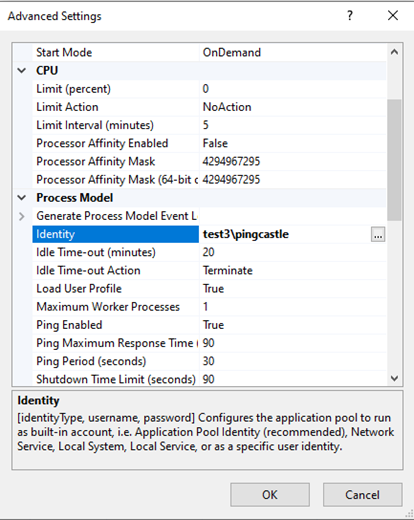 Advanced Settings
Start Mode OnDemand
CPU
Limit (percent) 0
Limit Action NoAction
Limit Interval (minutes) 5
Processor Affinity Enabled False
Processor Affinity Mask 4294967295
Processor Affinity Mask (64-bit c 4294967295
Process Model
Generate Process Model Event L
Identity test3\pingcastle ...
Idle Time-out (minutes) 20
Idle Time-out Action Terminate
Load User Profile True
Maximum Worker Processes 1
Ping Enabled True
Ping Maximum Response Time ( 90
Ping Period (seconds) 30
Shutdown Time Limit (seconds) 90
Identity
[identityType, username, password] Configures the application pool to run
as built-in account, i.e. Application Pool Identity (recommended), Network
Service, Local System, Local Service, or as a specific user identity.
OK Cancel